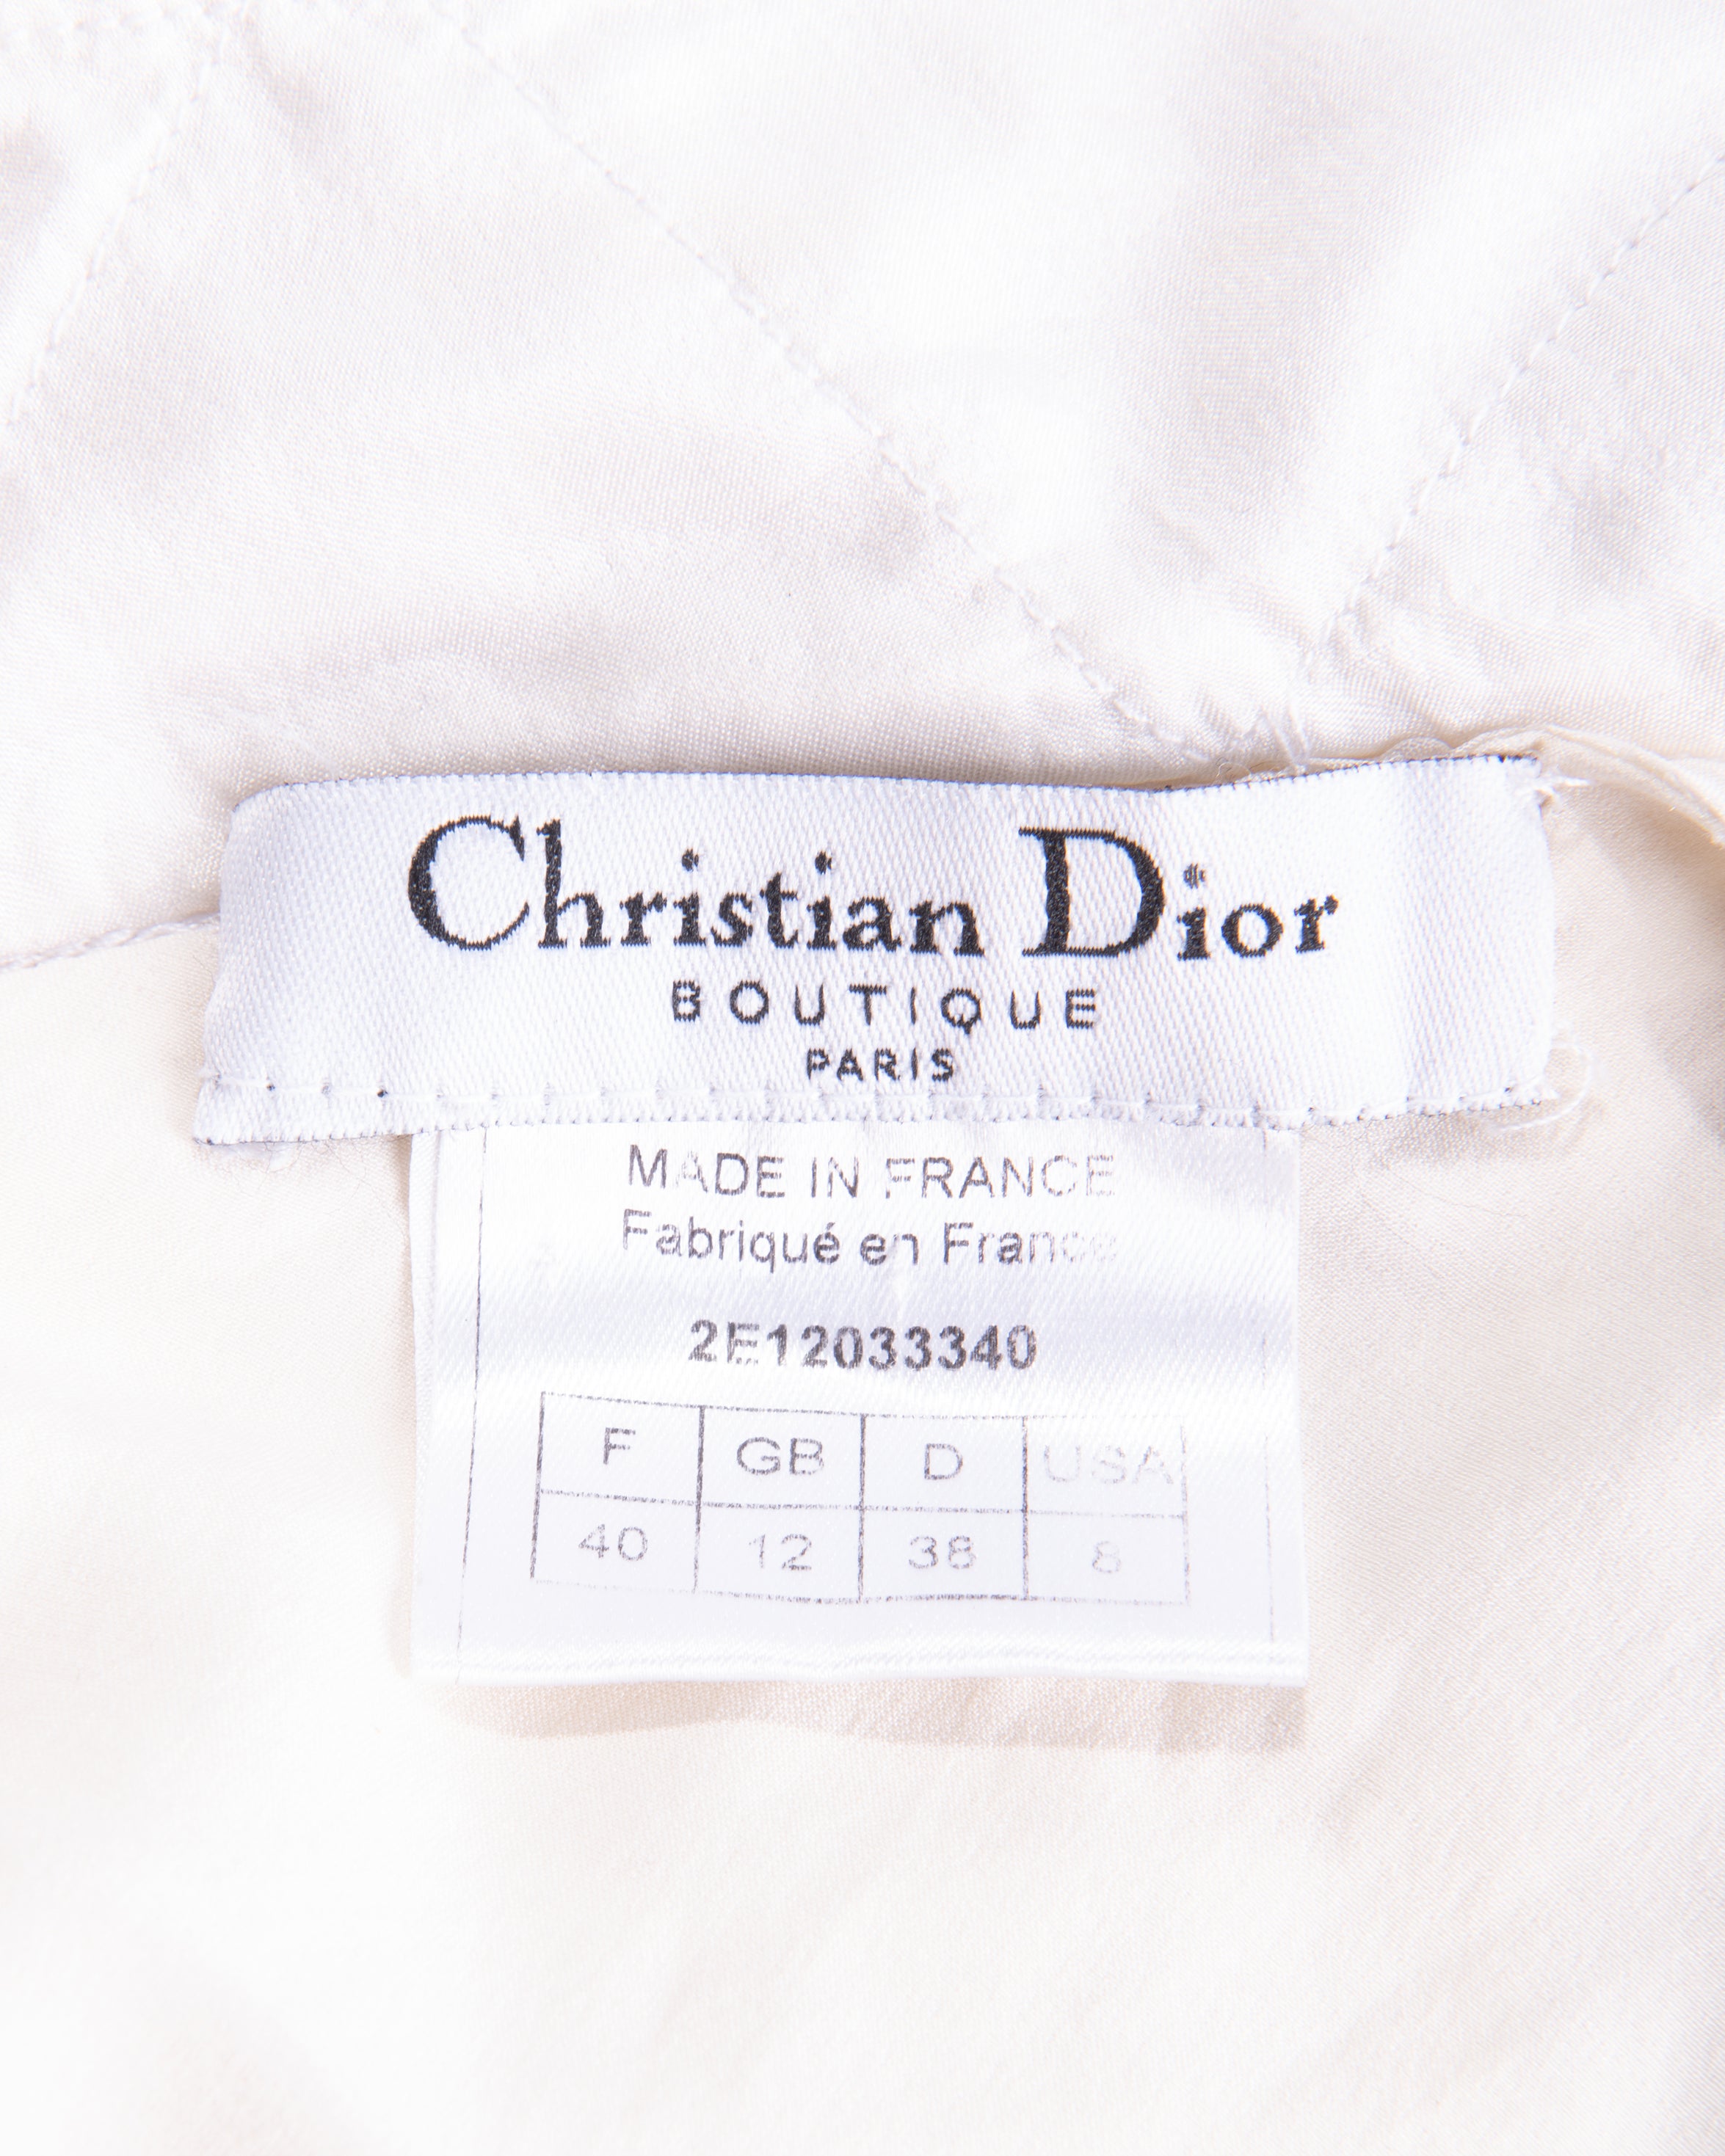 Christian Dior
BOUTIQUE
PARIS
MADE IN FRANCE
Fabriqué en France
2E12033340
F GB D USA
40 12 38 8